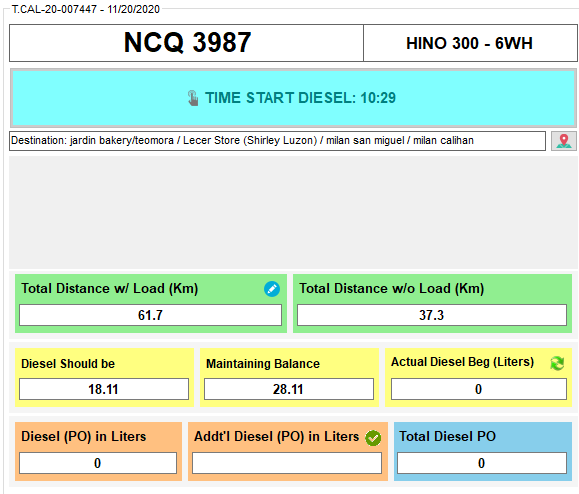 T.CAL-20-007447 - 11/20/2020
NCQ 3987
HINO 300 - 6WH
TIME START DIESEL: 10:29
Destination: jardin bakery/teomora / Lecer Store (Shirley Luzon) / milan san miguel / milan calihan
Total Distance w/ Load (Km)
Total Distance w/o Load (Km)
61.7
37.3
Diesel Should be
Maintaining Balance
Actual Diesel Beg (Liters)
18.11
28.11
0
Diesel (PO) in Liters
Addt'l Diesel (PO) in Liters
Total Diesel PO
0
0